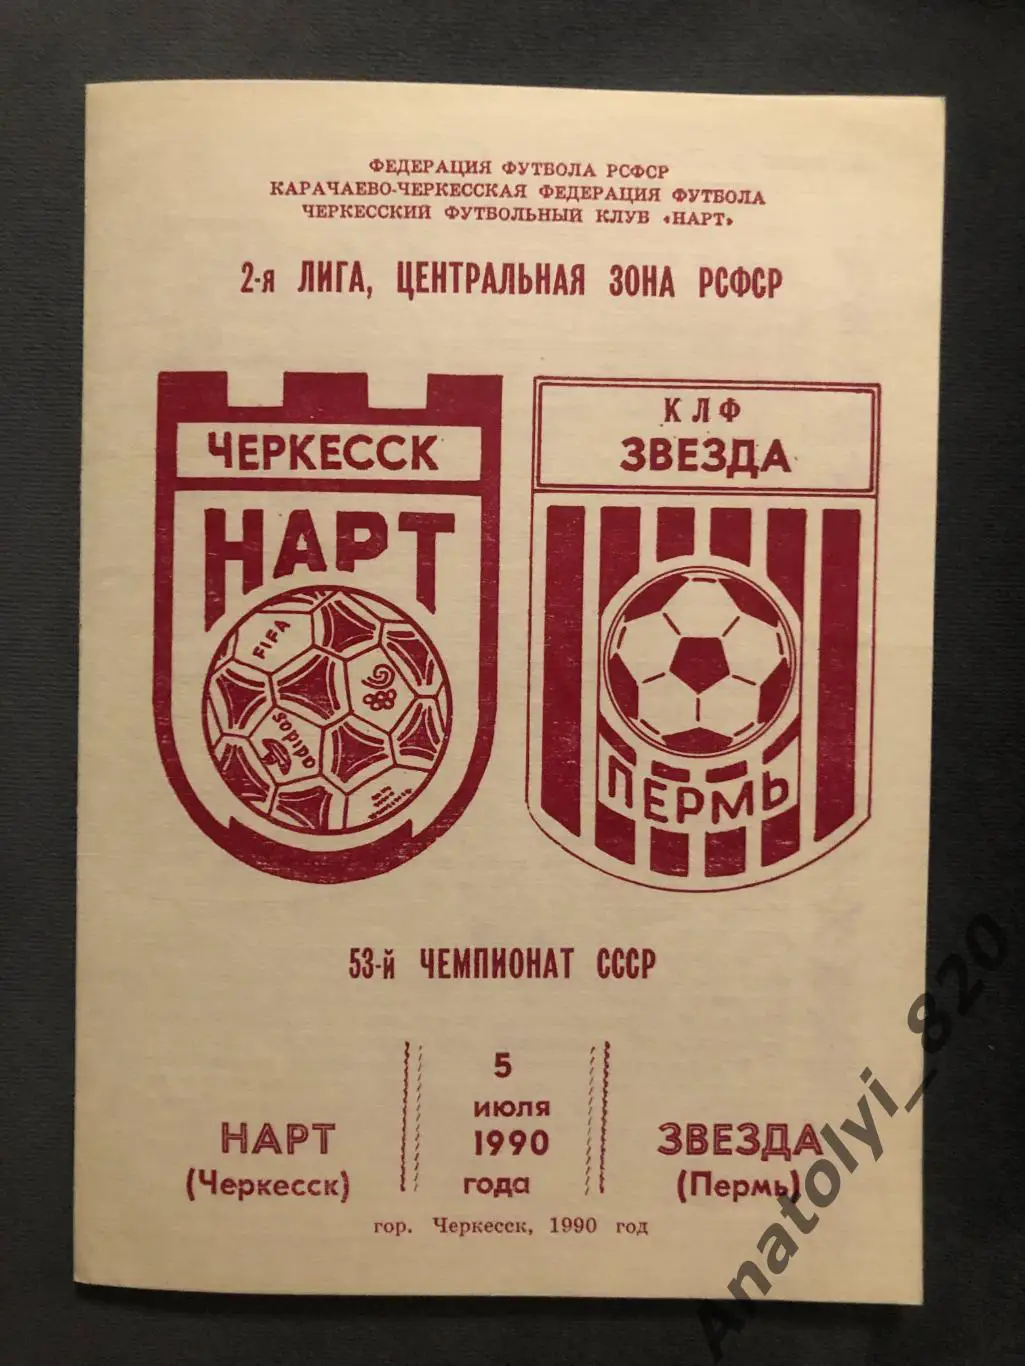 ФЕДЕРАЦИЯ ФУТБОЛА РСФСР
КАРАЧАЕВО-ЧЕРКЕССКАЯ ФЕДЕРАЦИЯ ФУТБОЛА
ЧЕРКЕССКИЙ ФУТБОЛЬНЫЙ КЛУБ «НАРТ»
2-я ЛИГА, ЦЕНТРАЛЬНАЯ ЗОНА РСФСР
ЧЕРКЕССК
НАРТ
FIFA
adidas
КЛФ
ЗВЕЗДА
ПЕРМЬ
53-й ЧЕМПИОНАТ СССР
НАРТ
(Черкесск)
5
июля
1990
года
ЗВЕЗДА
(Пермь)
гор. Черкесск, 1990 год
Anatolyi_820